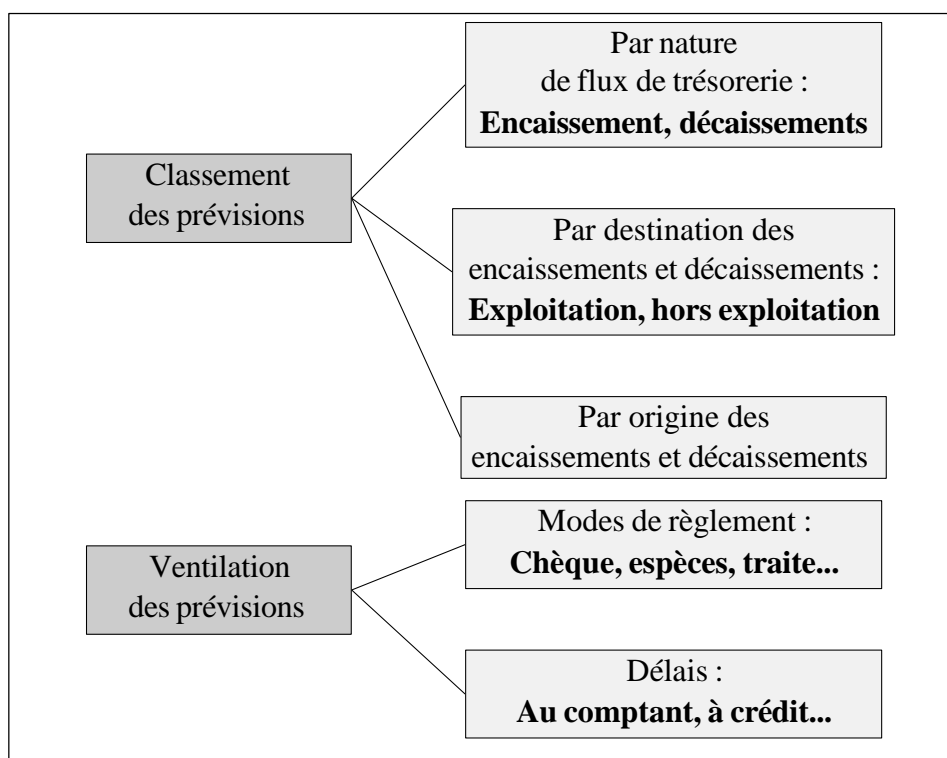 Par nature
de flux de trésorerie :
Encaissement, décaissements
Classement
des prévisions
Par destination des
encaissements et décaissements :
Exploitation, hors exploitation
Par origine des
encaissements et décaissements
Modes de règlement :
Chèque, espèces, traite...
Ventilation
des prévisions
Délais :
Au comptant, à crédit...